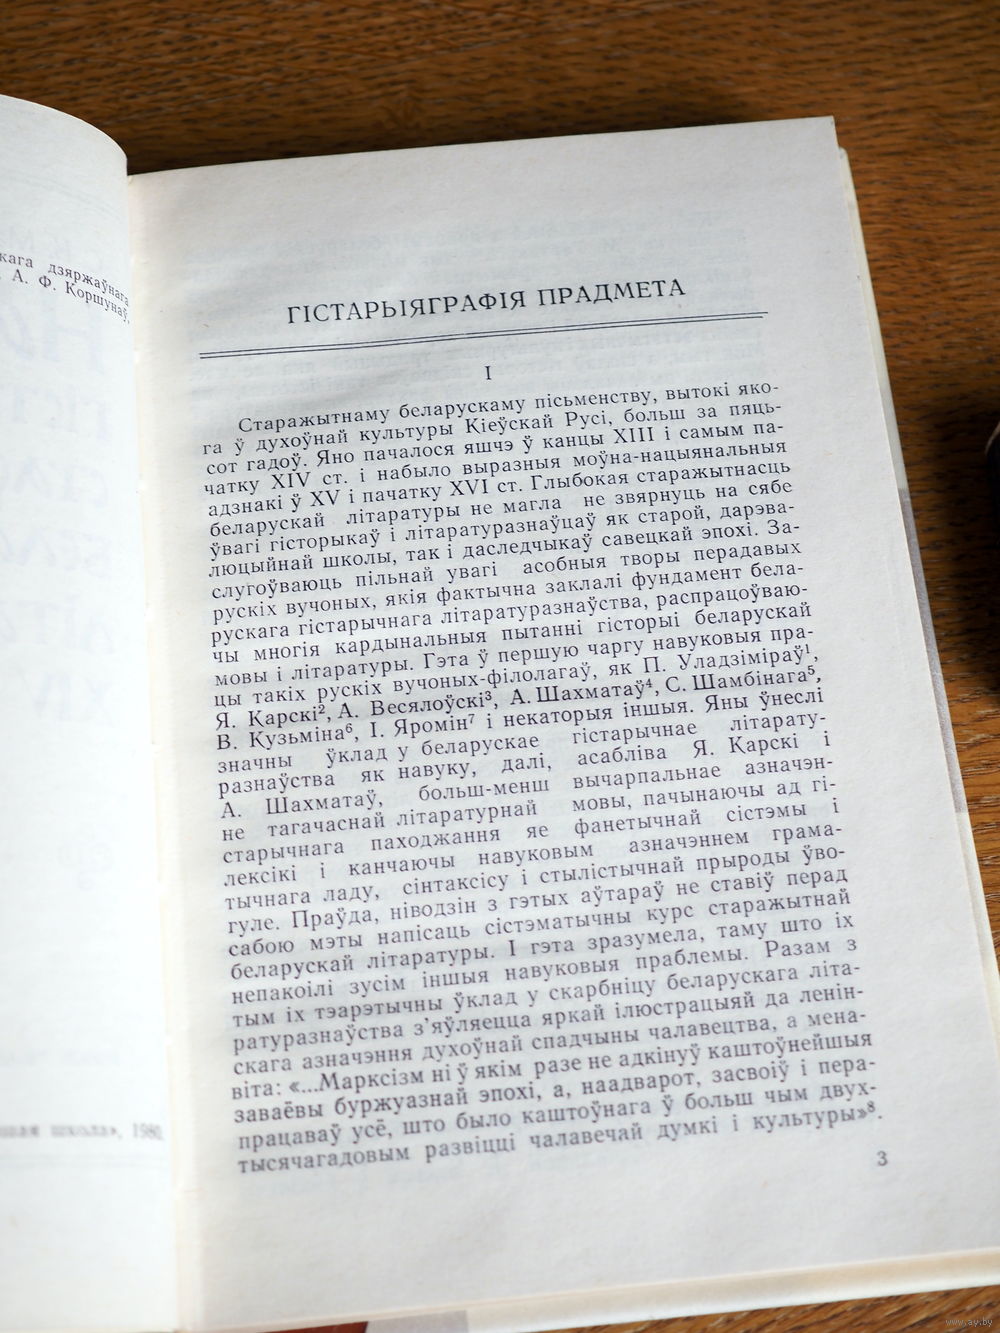 кага дзяржаўнага
А. Ф. Коршунаў,
1980
ГІСТАРЫЯГРАФІЯ ПРАДМЕТА
I
Старажытнаму беларускаму пісьменству, вытокі яко-
га ў духоўнай культуры Кіеўскай Русі, больш за пяць-
сот гадоў. Яно пачалося яшчэ ў канцы XIII і самым па-
чатку XIV ст. і набыло выразныя моўна-нацыянальныя
адзнакі ў XV і пачатку XVI ст. Глыбокая старажытнасць
беларускай літаратуры не магла не звярнуць на сябе
ўвагі гісторыкаў і літаратуразнаўцаў як старой, дарэва-
люцыйнай школы, так і даследчыкаў савецкай эпохі. За-
слугоўваюць пільнай увагі асобныя творы перадавых
рускіх вучоных, якія фактычна заклалі фундамент бела-
рускага гістарычнага літаратуразнаўства, распрацоўваю-
чы многія кардынальныя пытанні гісторыі беларускай
мовы і літаратуры. Гэта ў першую чаргу навуковыя пра-
цы такіх рускіх вучоных-філолагаў, як П. Уладзіміраў¹,
Я. Карскі², А. Весялоўскі³, А. Шахматаў⁴, С. Шамбінага⁵,
В. Кузьміна⁶, І. Яромін⁷ і некаторыя іншыя. Яны ўнеслі
значны ўклад у беларускае гістарычнае літарату-
разнаўства як навуку, далі, асабліва Я. Карскі і
А. Шахматаў, больш-менш вычарпальнае азначэн-
не тагачаснай літаратурнай мовы, пачынаючы ад гі-
старычнага паходжання яе фанетычнай сістэмы і
лексікі і канчаючы навуковым азначэннем грама-
тычнага ладу, сінтаксісу і стылістычнай прыроды ўво-
гуле. Праўда, ніводзін з гэтых аўтараў не ставіў перад
сабою мэты напісаць сістэматычны курс старажытнай
беларускай літаратуры. І гэта зразумела, таму што іх
непакоілі зусім іншыя навуковыя праблемы. Разам з
тым іх тэарэтычны ўклад у скарбніцу беларускага літа-
ратуразнаўства з'яўляецца яркай ілюстрацыяй да ленін-
скага азначэння духоўнай спадчыны чалавецтва, а мена-
віта: «...Марксізм ні ў якім разе не адкінуў каштоўнейшыя
заваёвы буржуазнай эпохі, а, наадварот, засвоіў і пера-
працаваў усё, што было каштоўнага ў больш чым двух-
тысячагадовым развіцці чалавечай думкі і культуры»⁸.
3
www.ay.by